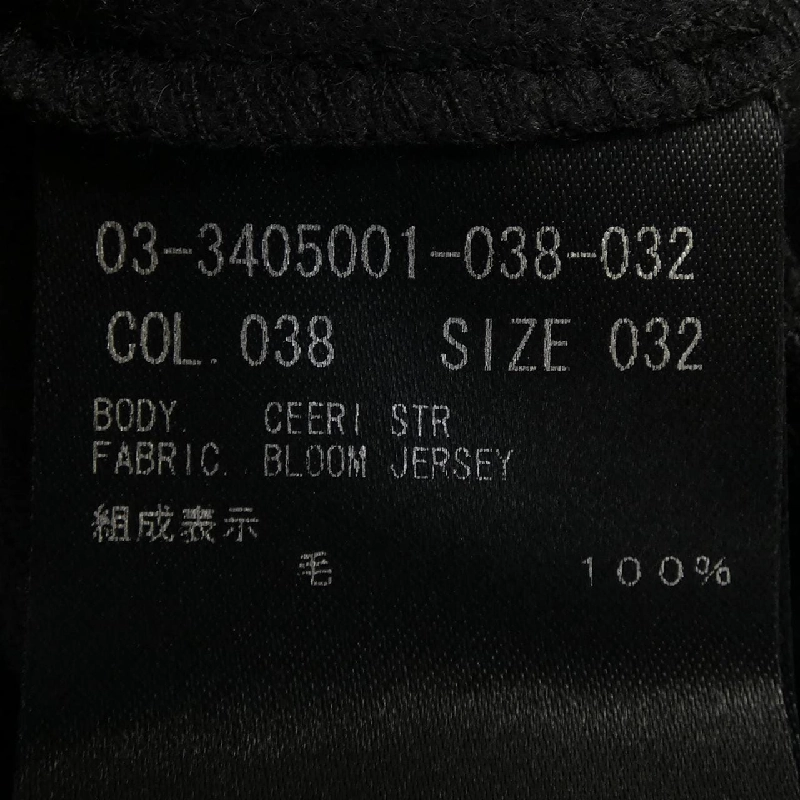 03-3405001-038-032
COL. 038 SIZE 032
BODY. CEERI STR
FABRIC. BLOOM JERSEY
組成表示
毛 100%